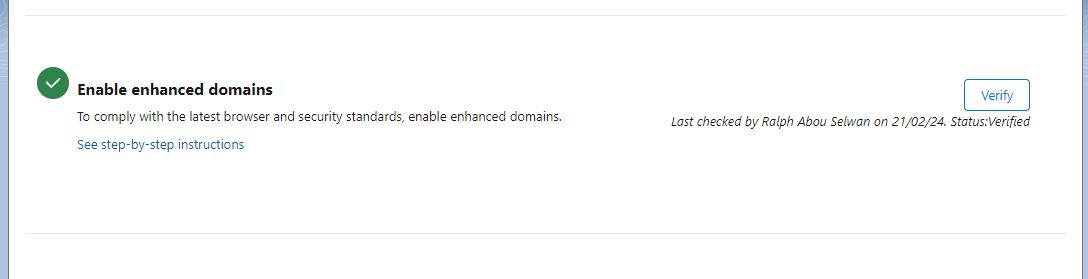 Enable enhanced domains
Verify
To comply with the latest browser and security standards, enable enhanced domains.
Last checked by Ralph Abou Selwan on 21/02/24. Status:Verified
See step-by-step instructions